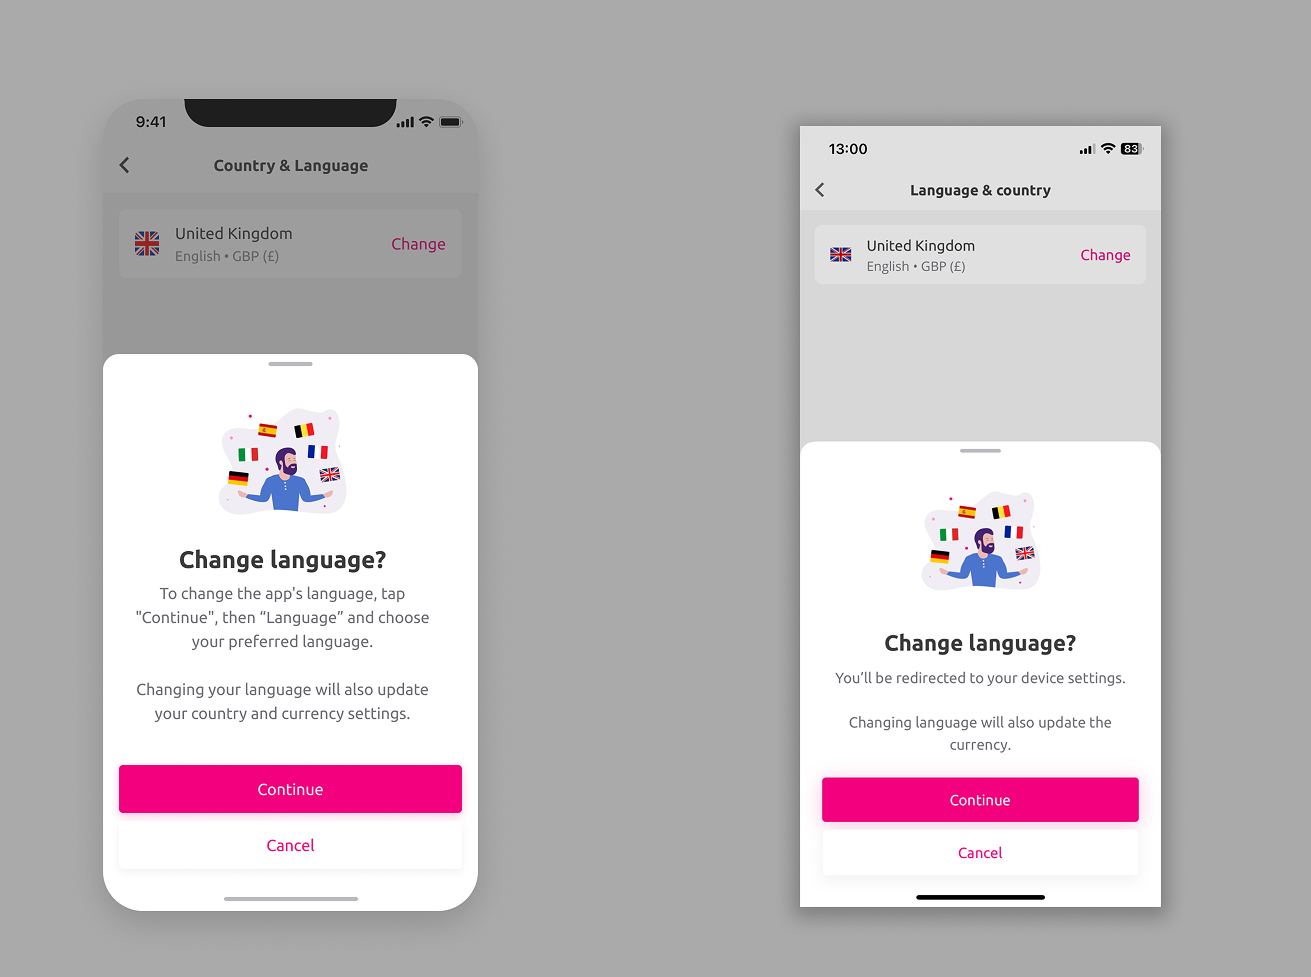 9:41
Country & Language
United Kingdom
English • GBP (£)
Change
Change language?
To change the app's language, tap
"Continue", then “Language” and choose
your preferred language.
Changing your language will also update
your country and currency settings.
Continue
Cancel
13:00
83
Language & country
United Kingdom
English • GBP (£)
Change
Change language?
You’ll be redirected to your device settings.
Changing language will also update the
currency.
Continue
Cancel